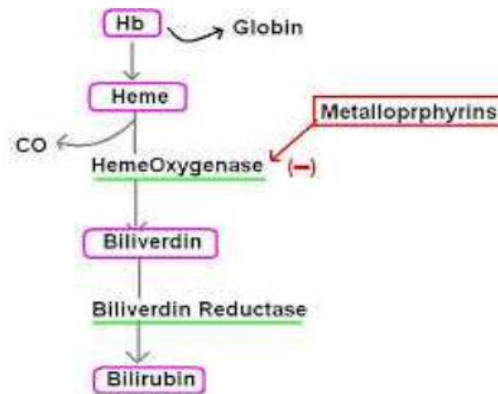 Hb
Globin
Heme
Metalloprphyrins
CO
HemeOxygenase
(-)
Biliverdin
Biliverdin Reductase
Bilirubin